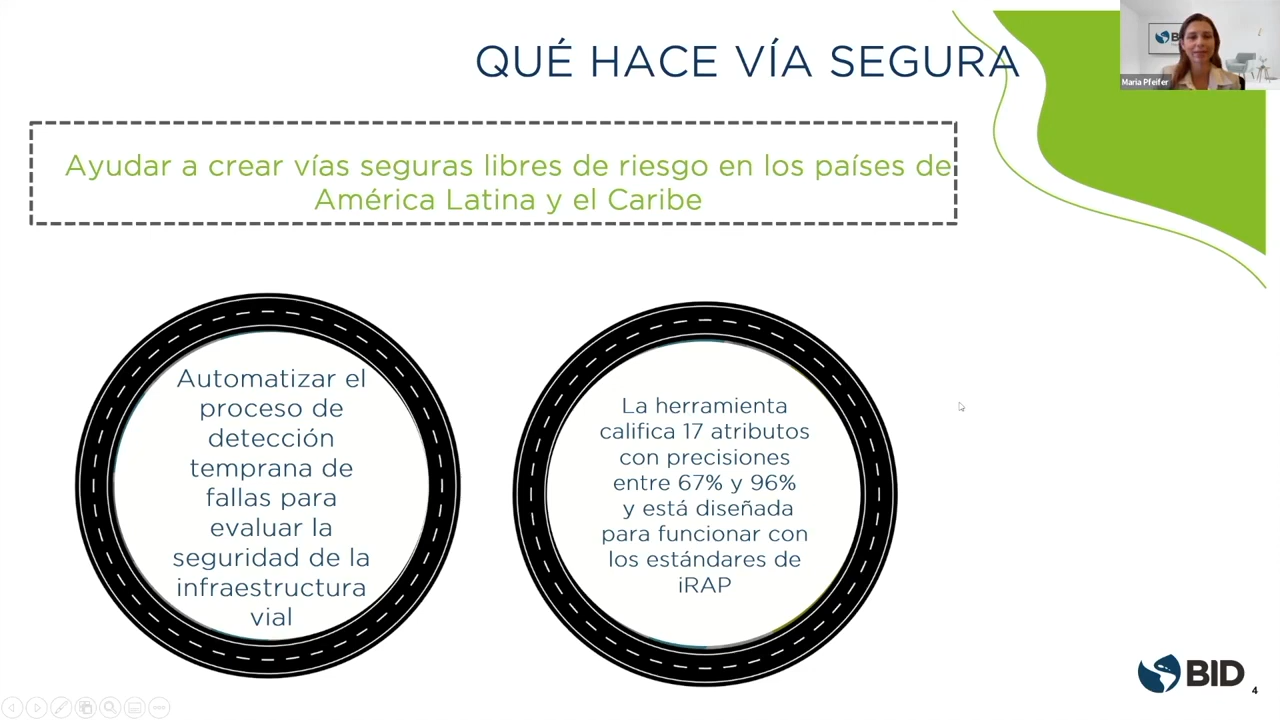 QUÉ HACE VÍA SEGURA
Maria Pfeifer
Ayudar a crear vías seguras libres de riesgo en los países de
América Latina y el Caribe
Automatizar el
proceso de
detección
temprana de
fallas para
evaluar la
seguridad de la
infraestructura
vial
La herramienta
califica 17 atributos
con precisiones
entre 67% y 96%
y está diseñada
para funcionar con
los estándares de
iRAP
BID
4